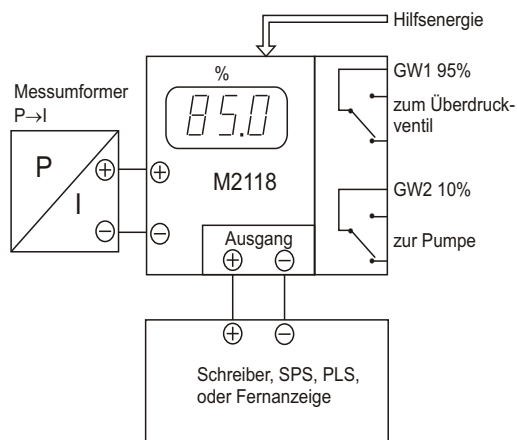 Hilfsenergie
Messumformer
P→I
P
I
⊕
⊖
⊕
⊖
%
85.0
M2118
Ausgang
⊕ ⊖
GW1 95%
zum Überdruck-
ventil
GW2 10%
zur Pumpe
⊕ ⊖
Schreiber, SPS, PLS,
oder Fernanzeige